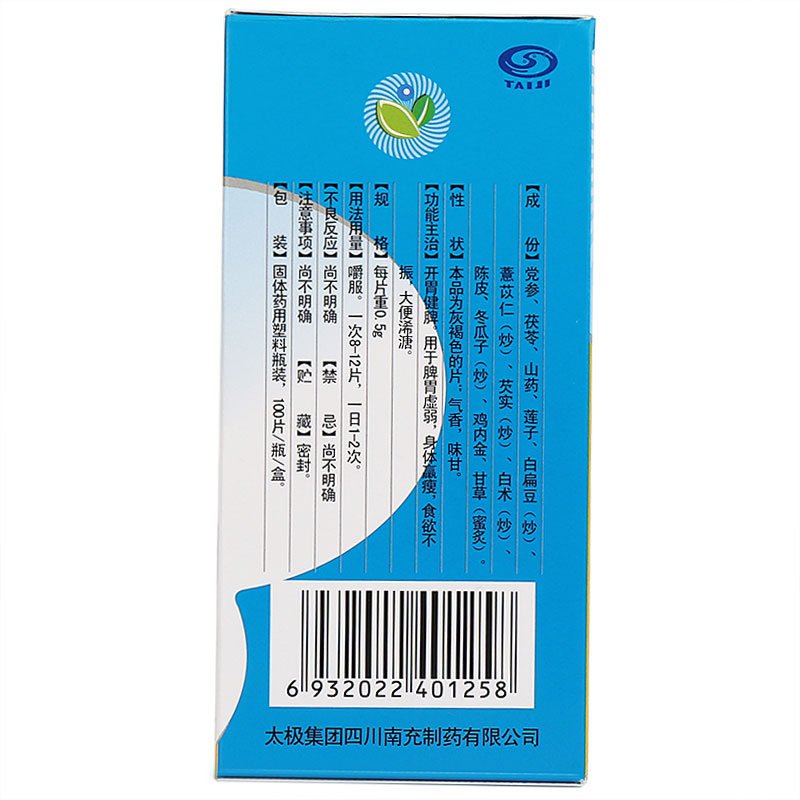 TAIJI
【成份】党参、茯苓、山药、莲子、白扁豆(炒)、
薏苡仁(炒)、芡实(炒)、白术(炒)、
陈皮、冬瓜子(炒)、鸡内金、甘草(蜜炙)。
【性状】本品为灰褐色的片;气香,味甘。
【功能主治】开胃健脾。用于脾胃虚弱,身体羸瘦,食欲不
振,大便浠溏。
【规格】每片重0.5g
【用法用量】嚼服。一次8-12片,一日1-2次。
【不良反应】尚不明确 【禁忌】尚不明确
【注意事项】尚不明确 【贮藏】密封。
【包装】固体药用塑料瓶装,100片/瓶/盒。
6 932022 401258
太极集团四川南充制药有限公司